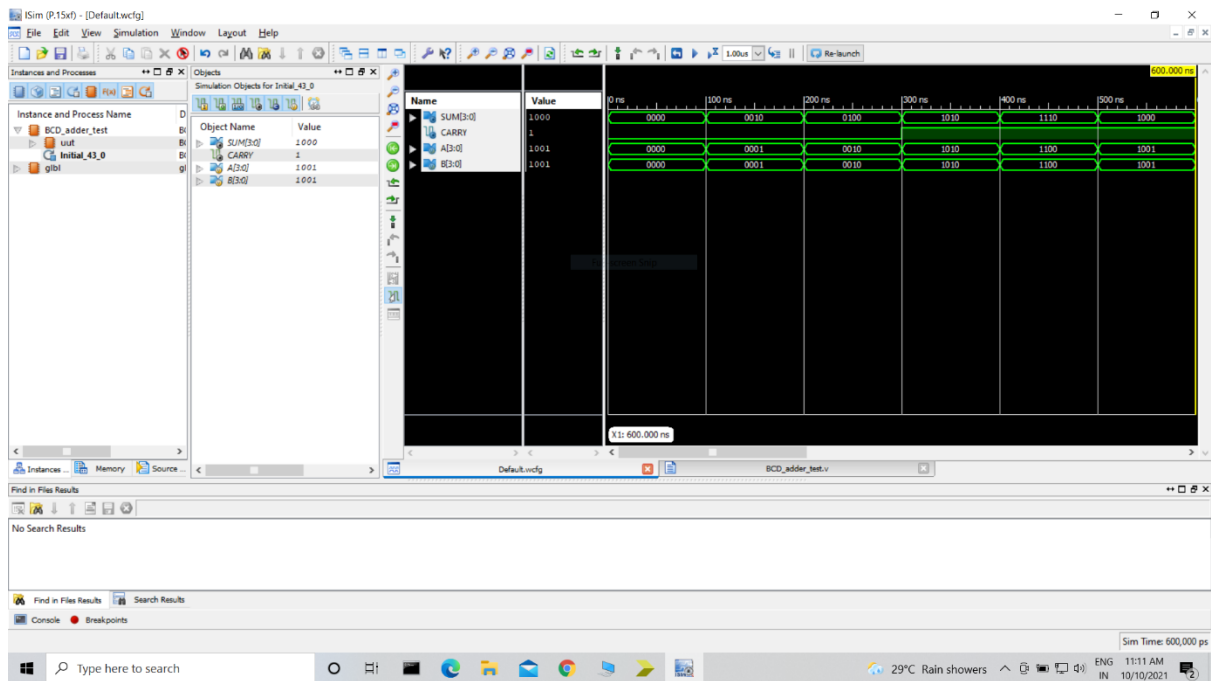 ISim (P.15xf) - [Default.wcfg]
File Edit View Simulation Window Layout Help
1.00us Re-launch
Instances and Processes
Instance and Process Name D
BCD_adder_test B
uut B
Initial_43_0 B
glbl gl
Instances ... Memory Source ...
Objects
Simulation Objects for Initial_43_0
Object Name Value
SUM[3:0] 1000
CARRY 1
A[3:0] 1001
B[3:0] 1001
600.000 ns
Name Value 0 ns 100 ns 200 ns 300 ns 400 ns 500 ns
SUM[3:0] 1000 0000 0010 0100 1010 1110 1000
CARRY 1
A[3:0] 1001 0000 0001 0010 1010 1100 1001
B[3:0] 1001 0000 0001 0010 1010 1100 1001
X1: 600.000 ns
Default.wcfg BCD_adder_test.v
Find in Files Results
No Search Results
Find in Files Results Search Results
Console Breakpoints
Sim Time: 600,000 ps
Type here to search
29°C Rain showers
ENG 11:11 AM
IN 10/10/2021
2